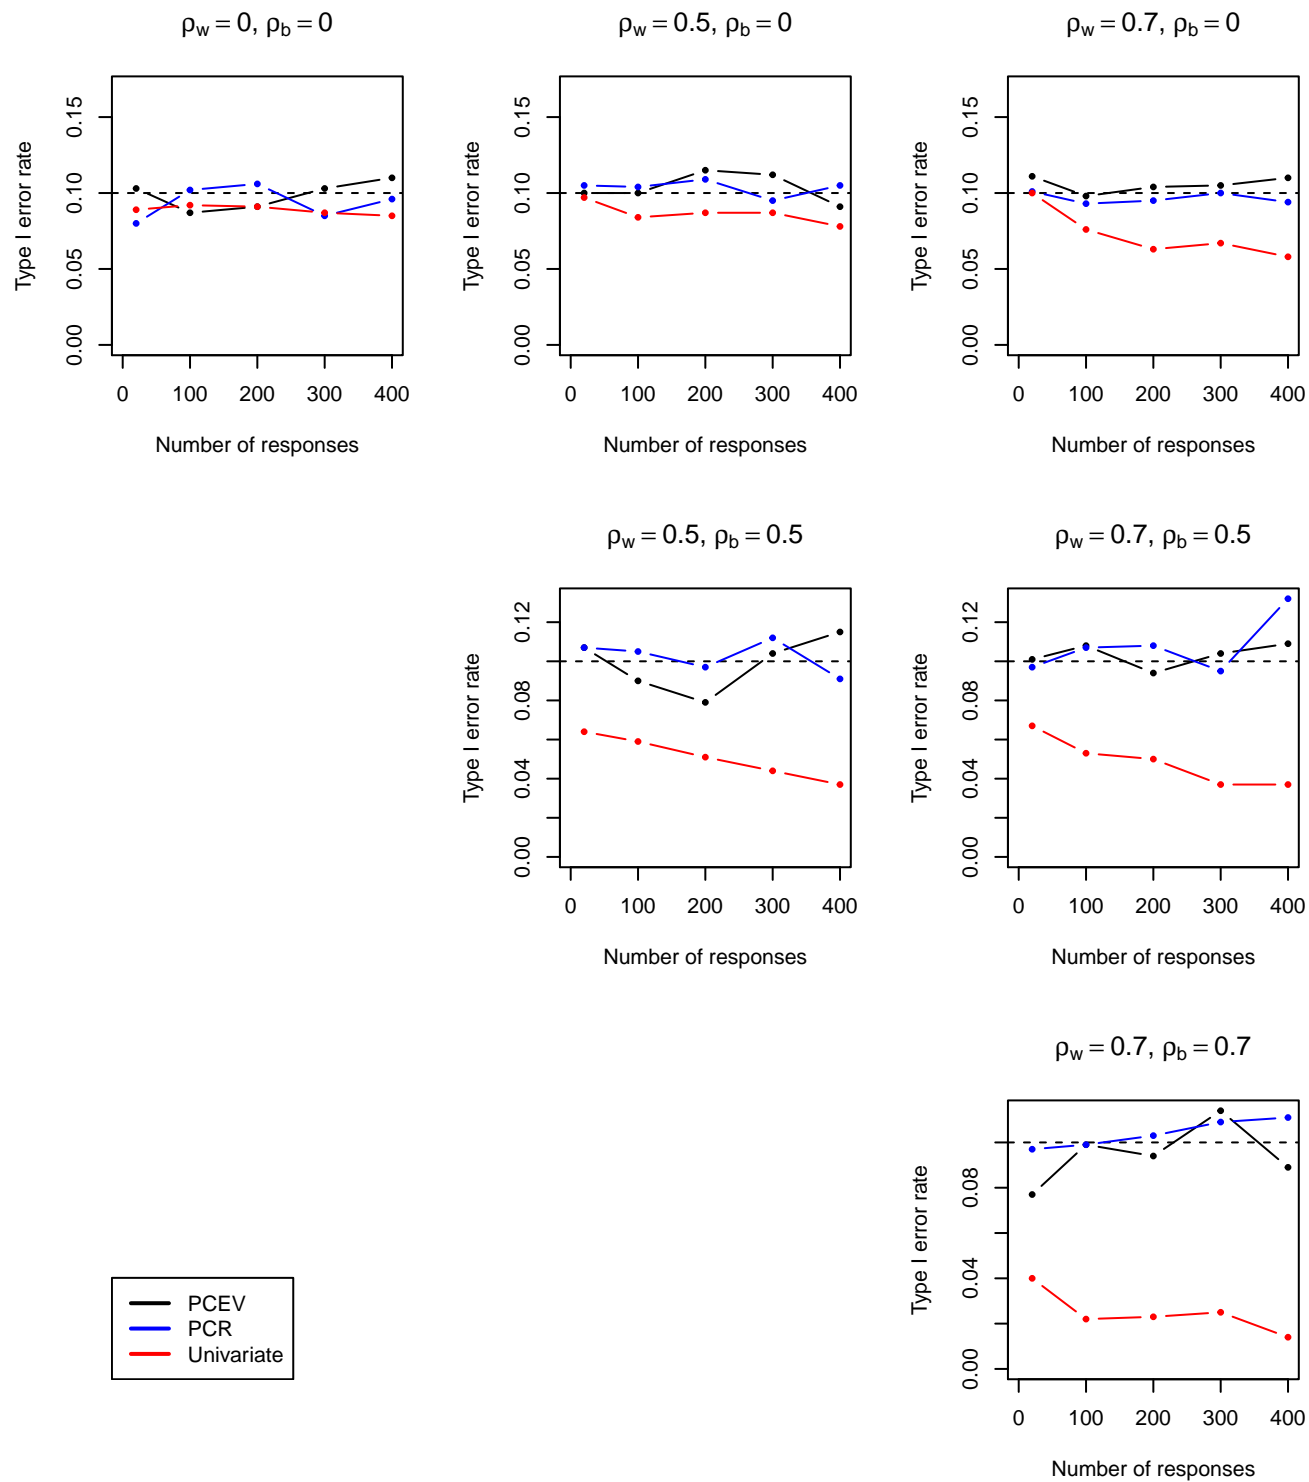 ρw = 0, ρb = 0
Type I error rate
0.00 0.05 0.10 0.15
0 100 200 300 400
Number of responses
ρw = 0.5, ρb = 0
Type I error rate
0.00 0.05 0.10 0.15
0 100 200 300 400
Number of responses
ρw = 0.7, ρb = 0
Type I error rate
0.00 0.05 0.10 0.15
0 100 200 300 400
Number of responses
ρw = 0.5, ρb = 0.5
Type I error rate
0.00 0.04 0.08 0.12
0 100 200 300 400
Number of responses
ρw = 0.7, ρb = 0.5
Type I error rate
0.00 0.04 0.08 0.12
0 100 200 300 400
Number of responses
ρw = 0.7, ρb = 0.7
Type I error rate
0.00 0.04 0.08
0 100 200 300 400
Number of responses
PCEV
PCR
Univariate